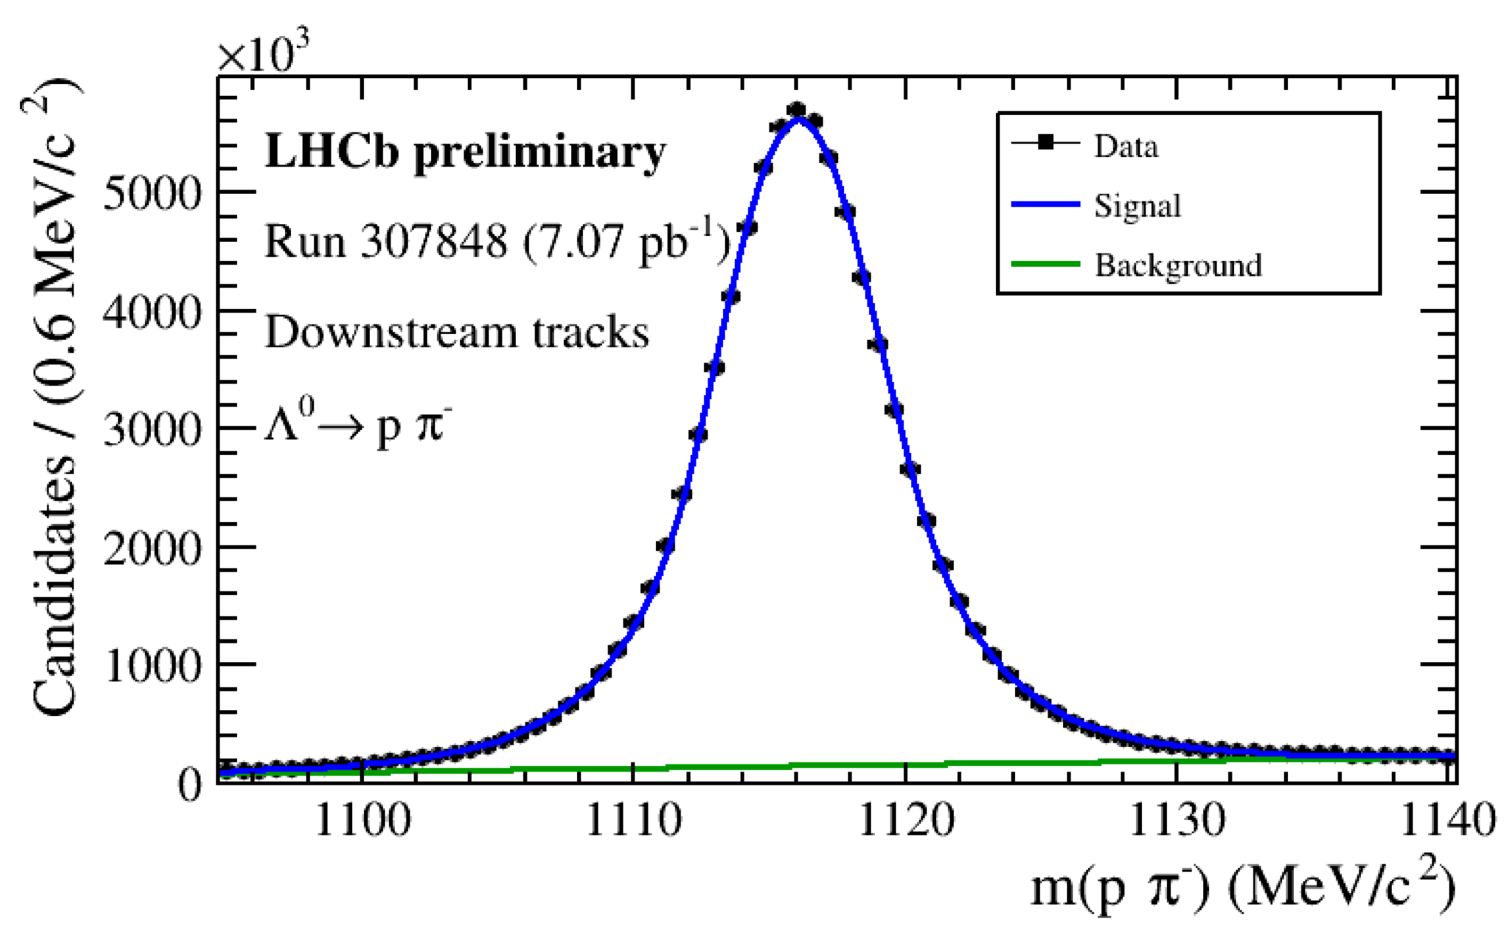 ×10³
LHCb preliminary
Run 307848 (7.07 pb⁻¹)
Downstream tracks
Λ⁰→ p π⁻
Data
Signal
Background
Candidates / (0.6 MeV/c²)
5000
4000
3000
2000
1000
0
1100 1110 1120 1130 1140
m(p π⁻) (MeV/c²)